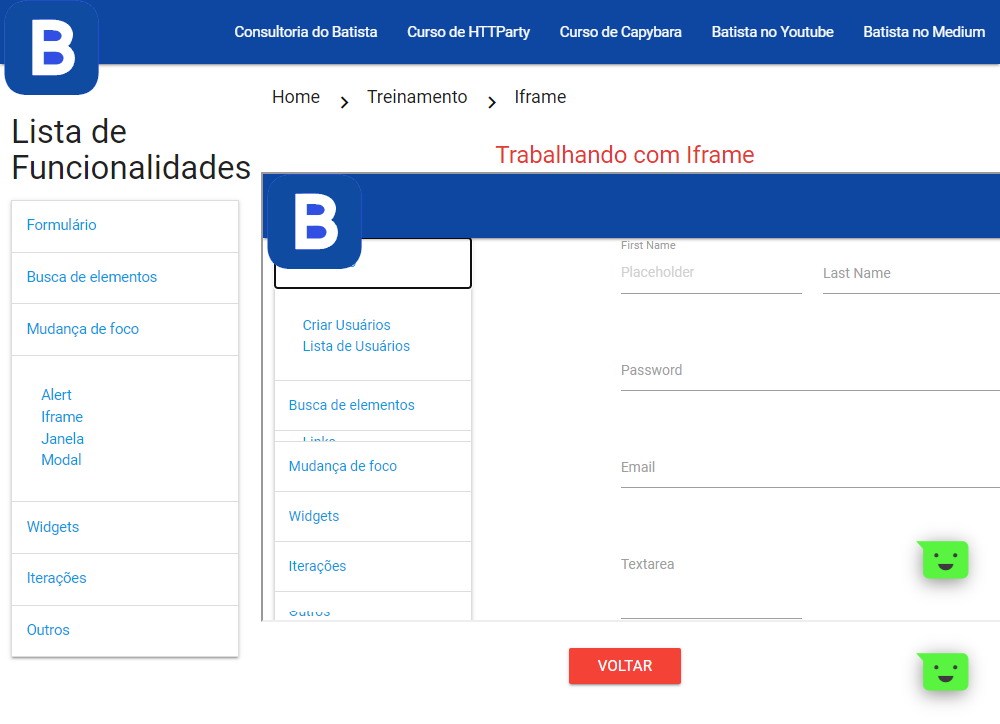 B
Consultoria do Batista
Curso de HTTParty
Curso de Capybara
Batista no Youtube
Batista no Medium
Home
Treinamento
Iframe
Lista de
Funcionalidades
Formulário
Busca de elementos
Mudança de foco
Alert
Iframe
Janela
Modal
Widgets
Iterações
Outros
Trabalhando com Iframe
B
Criar Usuários
Lista de Usuários
Busca de elementos
Links
Mudança de foco
Widgets
Iterações
Outros
First Name
Placeholder
Last Name
Password
Email
Textarea
VOLTAR